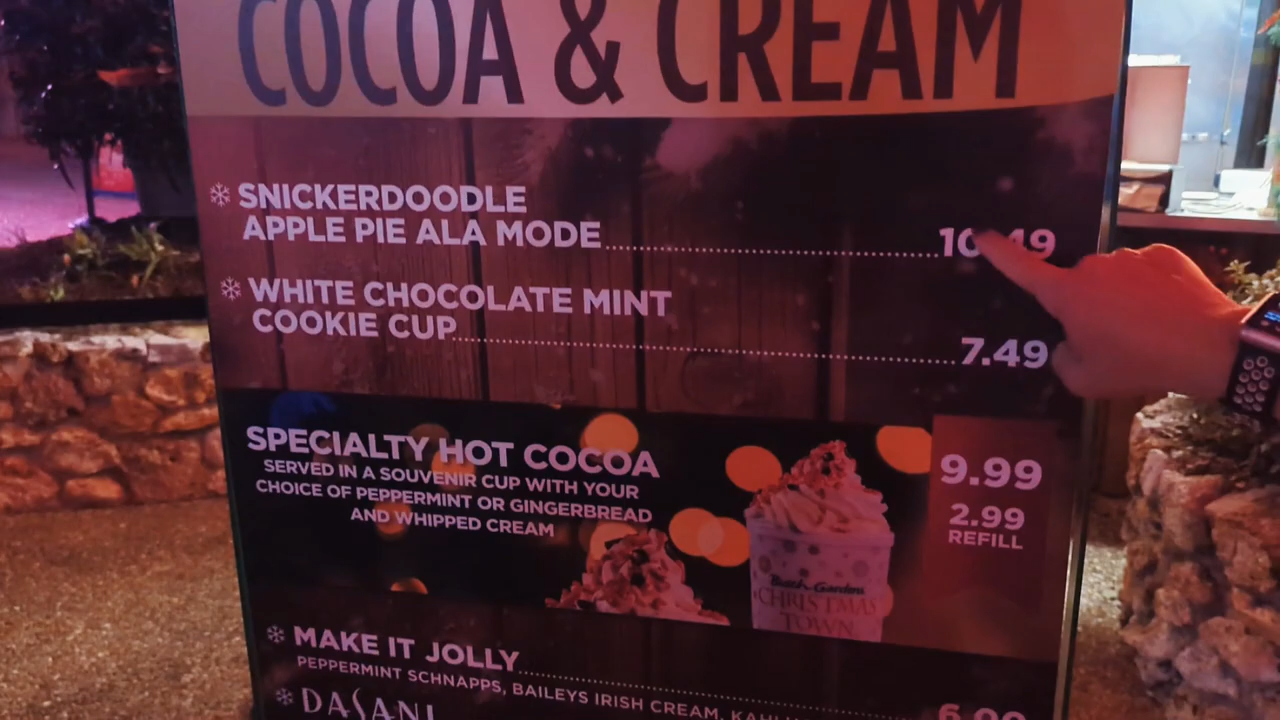 COCOA & CREAM
SNICKERDOODLE
APPLE PIE ALA MODE
WHITE CHOCOLATE MINT
COOKIE CUP 7.49
SPECIALTY HOT COCOA
SERVED IN A SOUVENIR CUP WITH YOUR
CHOICE OF PEPPERMINT OR GINGERBREAD
AND WHIPPED CREAM
9.99
2.99
REFILL
Busch Gardens
CHRISTMAS
TOWN
MAKE IT JOLLY
PEPPERMINT SCHNAPPS, BAILEYS IRISH CREAM,
DASANI